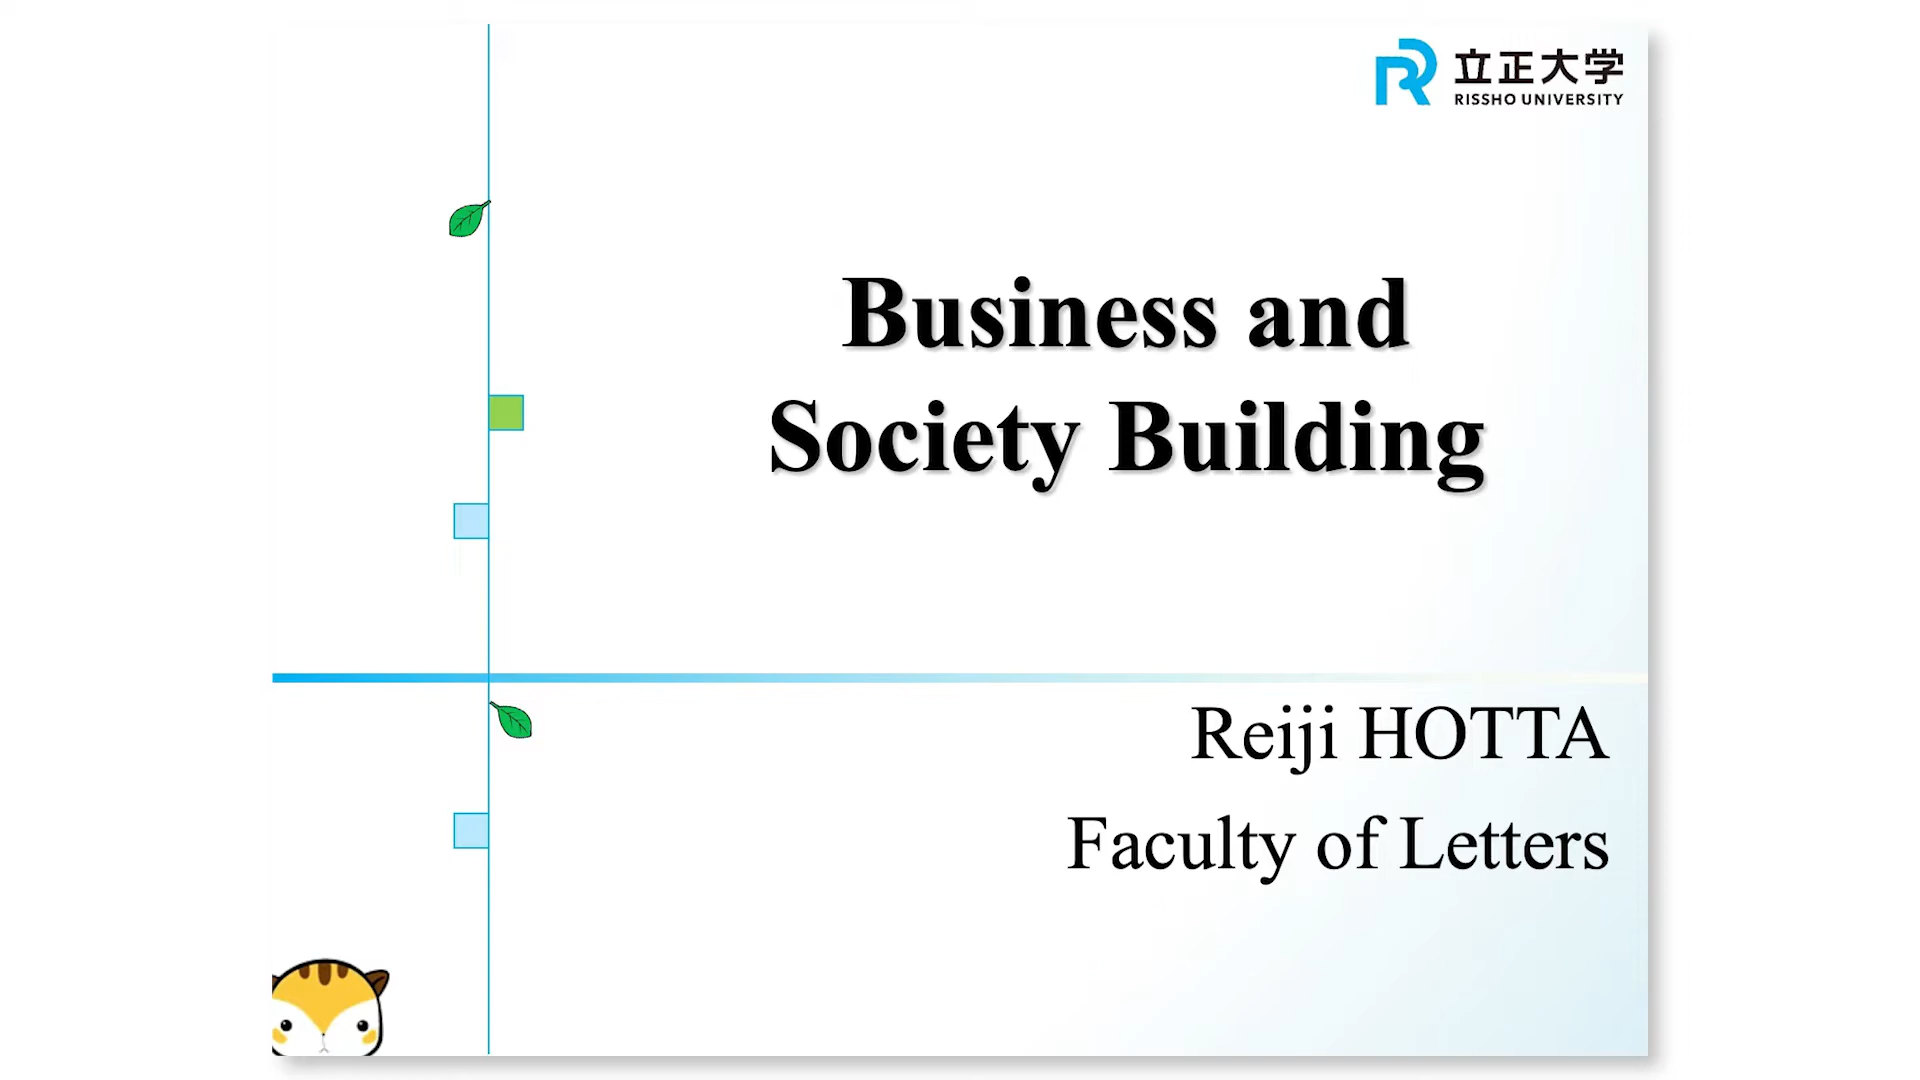 立正大学
RISSHO UNIVERSITY
Business and
Society Building
Reiji HOTTA
Faculty of Letters